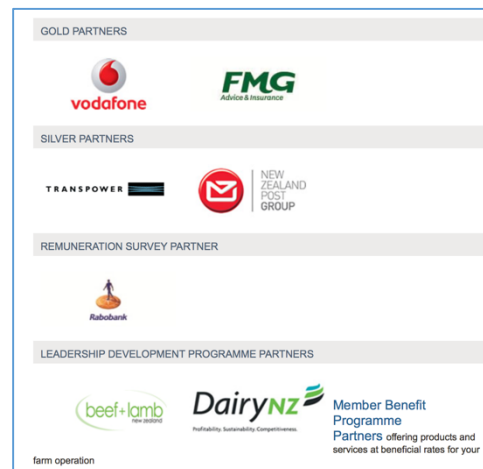 GOLD PARTNERS
vodafone
FMG
Advice & Insurance
SILVER PARTNERS
TRANSPOWER
NEW
ZEALAND
POST
GROUP
REMUNERATION SURVEY PARTNER
Rabobank
LEADERSHIP DEVELOPMENT PROGRAMME PARTNERS
beef+lamb
new zealand
DairyNZ
Profitability. Sustainability. Competitiveness.
Member Benefit
Programme
Partners offering products and
services at beneficial rates for your
farm operation